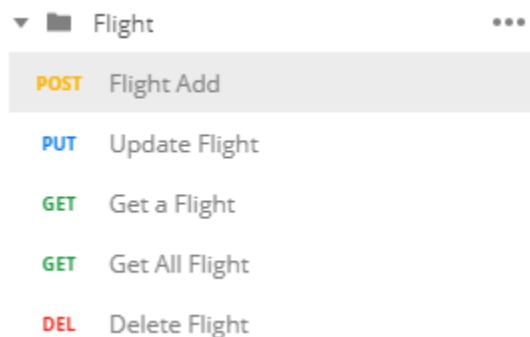 Flight
POST Flight Add
PUT Update Flight
GET Get a Flight
GET Get All Flight
DEL Delete Flight